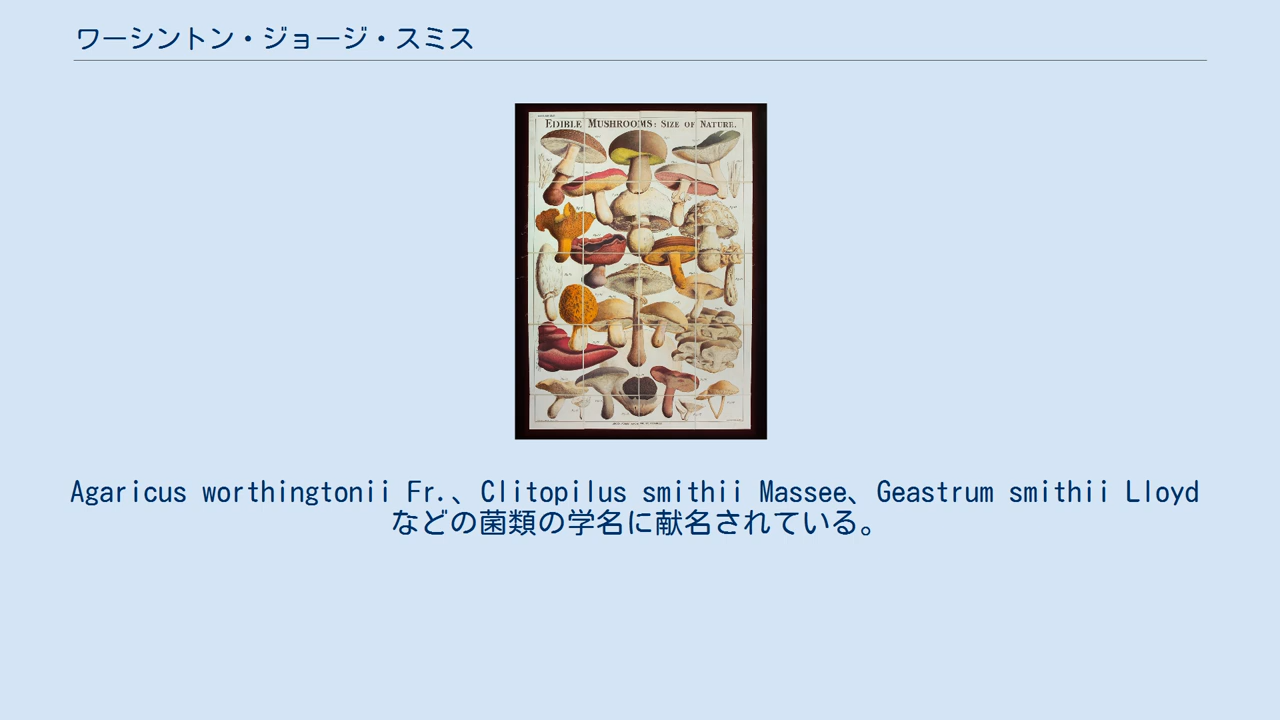 ワーシントン・ジョージ・スミス
EDIBLE MUSHROOMS: SIZE OF NATURE.
Agaricus worthingtonii Fr.、Clitopilus smithii Massee、Geastrum smithii Lloyd
などの菌類の学名に献名されている。